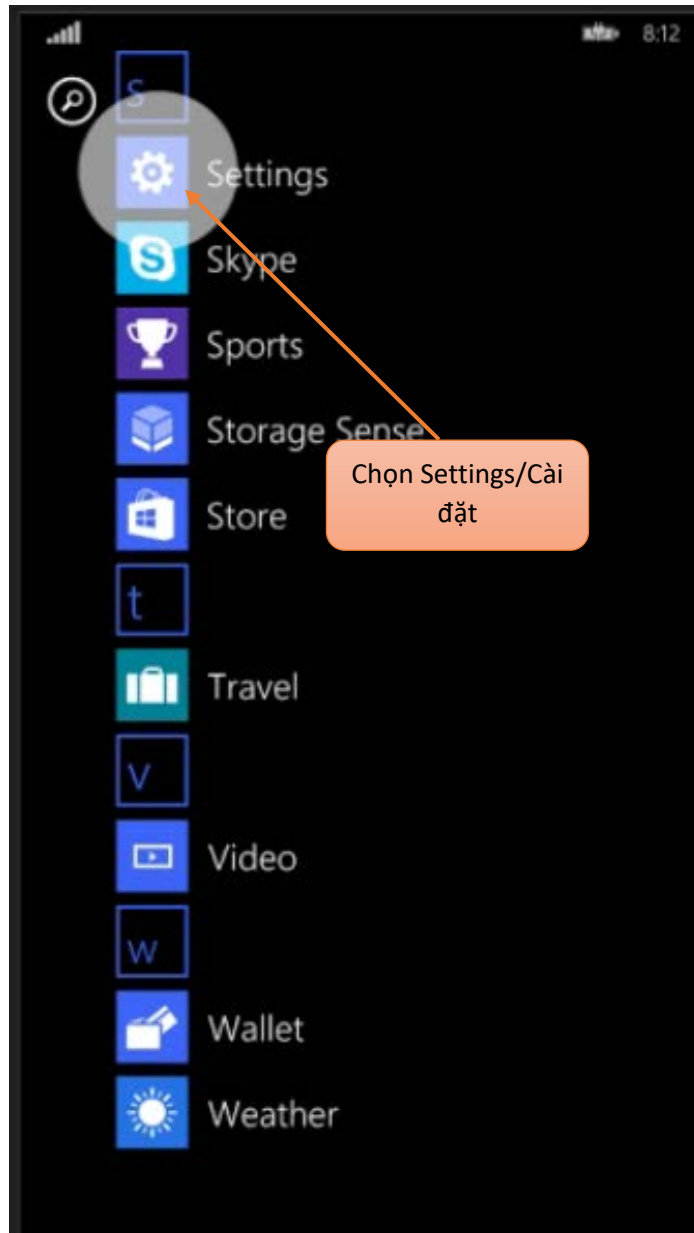 8:12
s
Settings
Skype
Sports
Storage Sense
Chọn Settings/Cài
đặt
Store
t
Travel
v
Video
w
Wallet
Weather